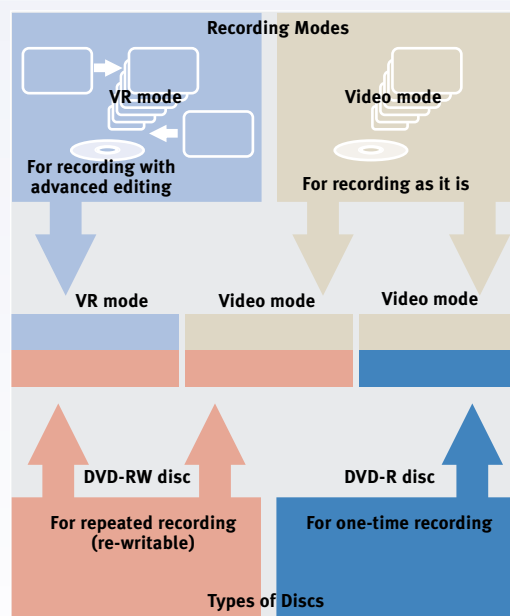 Recording Modes
VR mode
Video mode
For recording with
advanced editing
For recording as it is
VR mode
Video mode
Video mode
DVD-RW disc
DVD-R disc
For repeated recording
(re-writable)
For one-time recording
Types of Discs